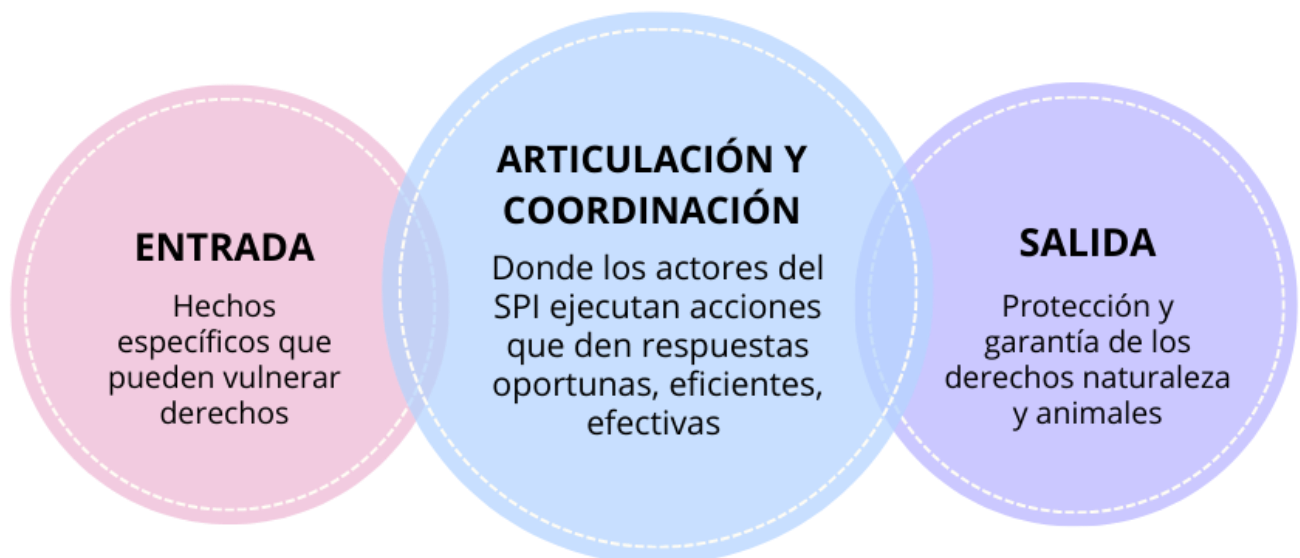 ENTRADA
Hechos
específicos que
pueden vulnerar
derechos
ARTICULACIÓN Y
COORDINACIÓN
Donde los actores del
SPI ejecutan acciones
que den respuestas
oportunas, eficientes,
efectivas
SALIDA
Protección y
garantía de los
derechos naturaleza
y animales